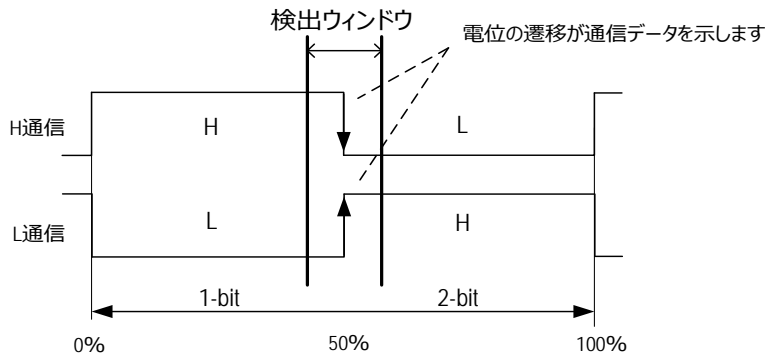 検出ウィンドウ
電位の遷移が通信データを示します
H通信
H
L
L通信
L
H
1-bit
2-bit
0%
50%
100%